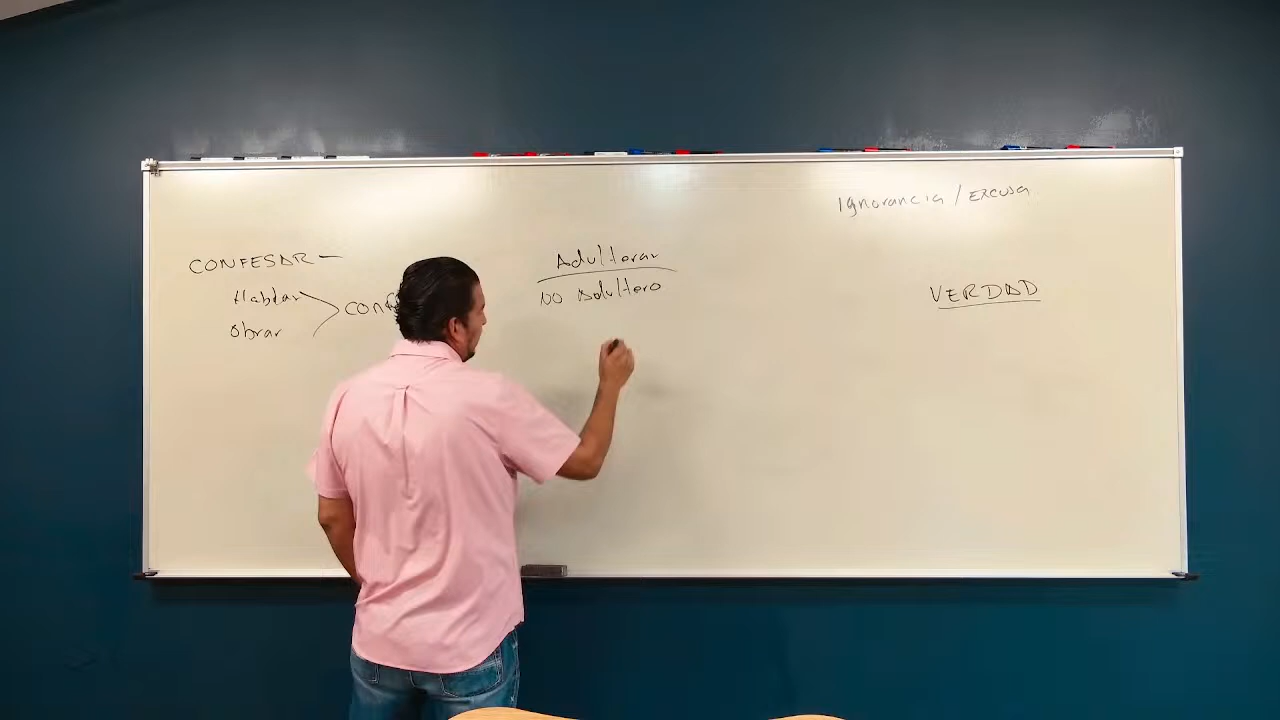 Ignorancia / EXCUSA
CONFESAR —
Hablar
Obrar
Adulterar
NO Adultero
VERDAD